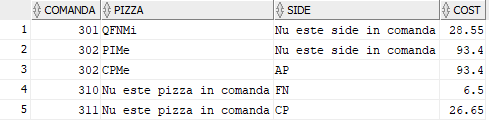 COMANDA PIZZA SIDE COST
1 301 QFNMi Nu este side in comanda 28.55
2 302 PIMe Nu este side in comanda 93.4
3 302 CPMe AP 93.4
4 310 Nu este pizza in comanda FN 6.5
5 311 Nu este pizza in comanda CP 26.65